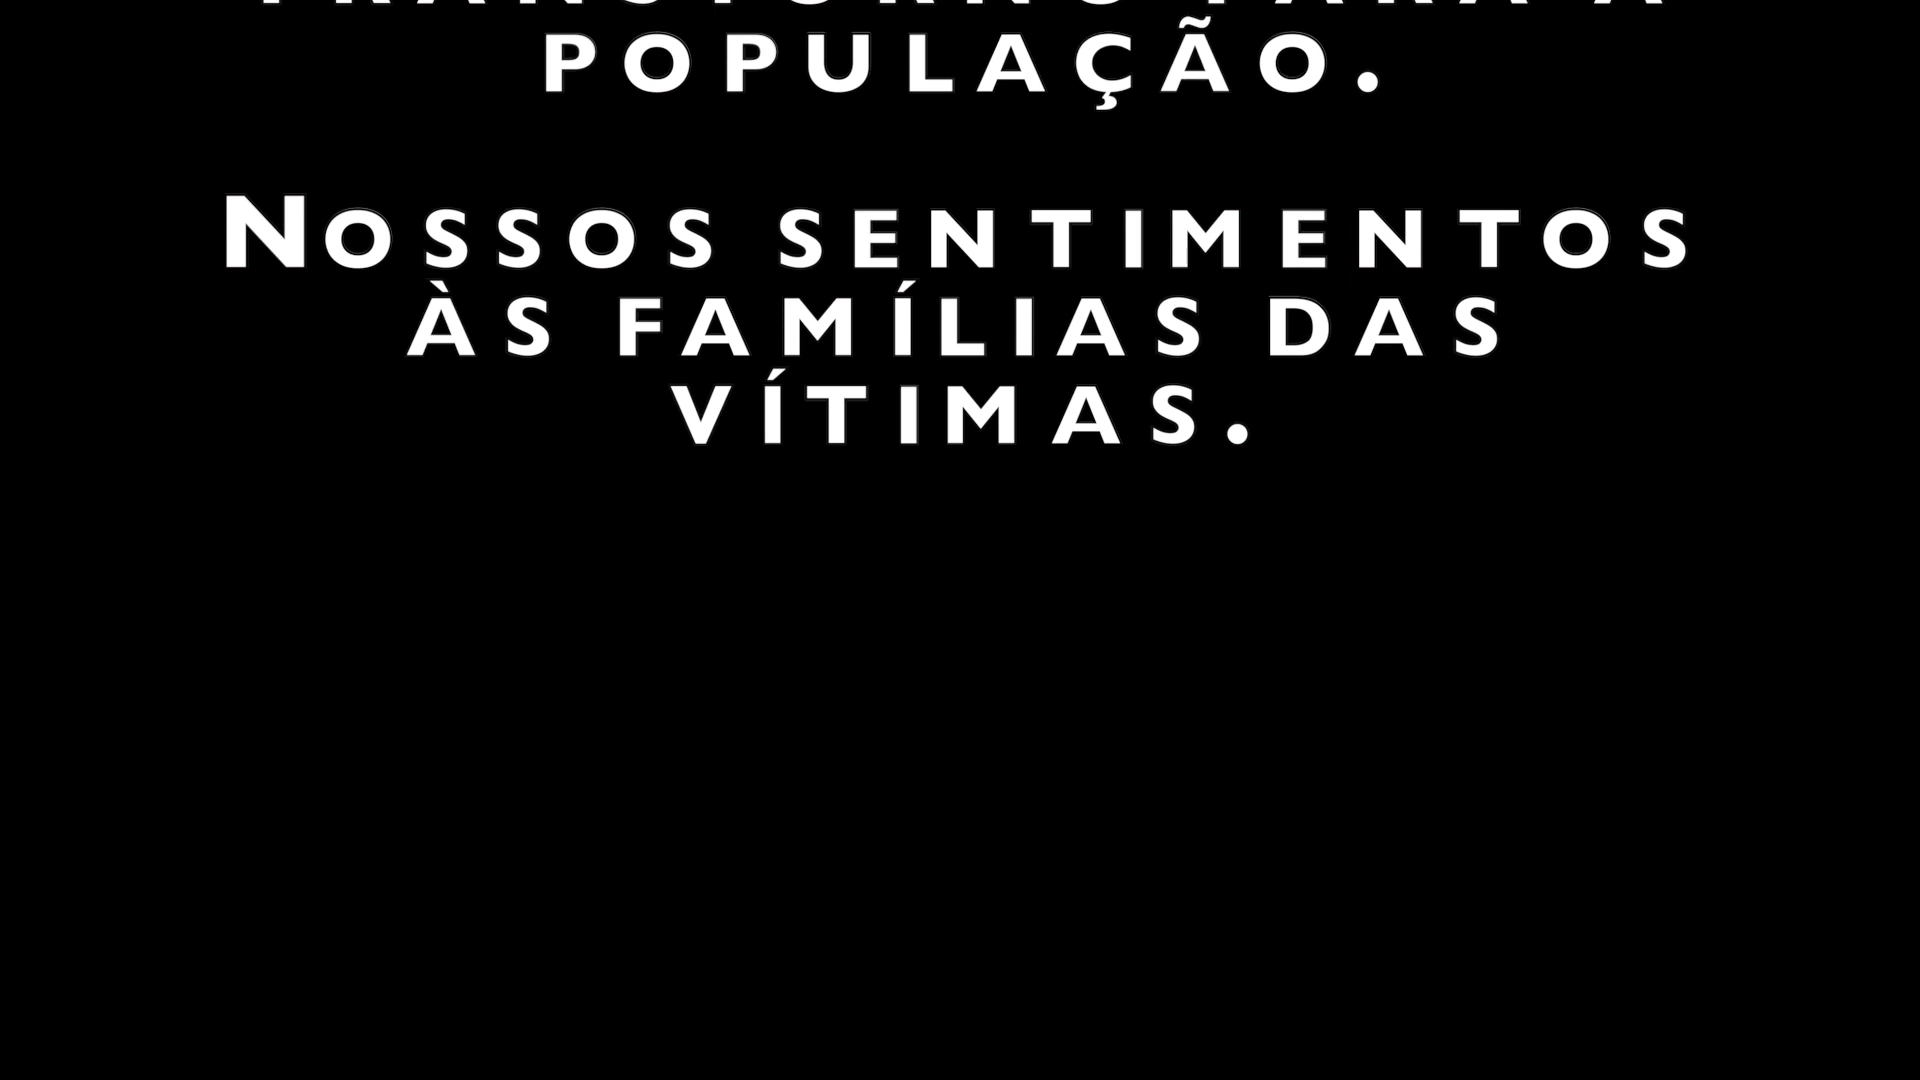 POPULAÇÃO.
NOSSOS SENTIMENTOS
ÀS FAMÍLIAS DAS
VÍTIMAS.